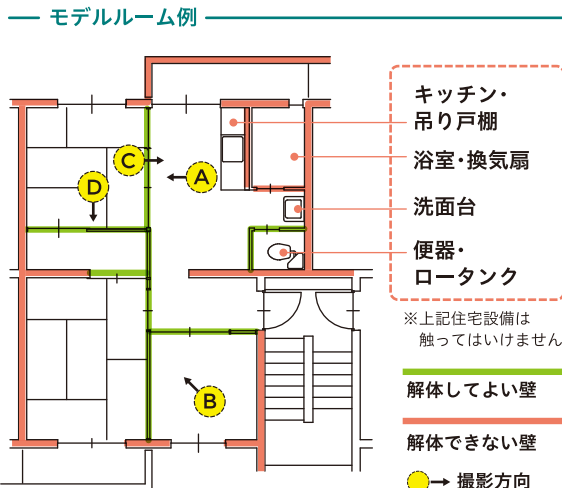 モデルルーム例
キッチン・
吊り戸棚
浴室・換気扇
洗面台
便器・
ロータンク
※上記住宅設備は
触ってはいけません
C
A
D
B
解体してよい壁
解体できない壁
撮影方向